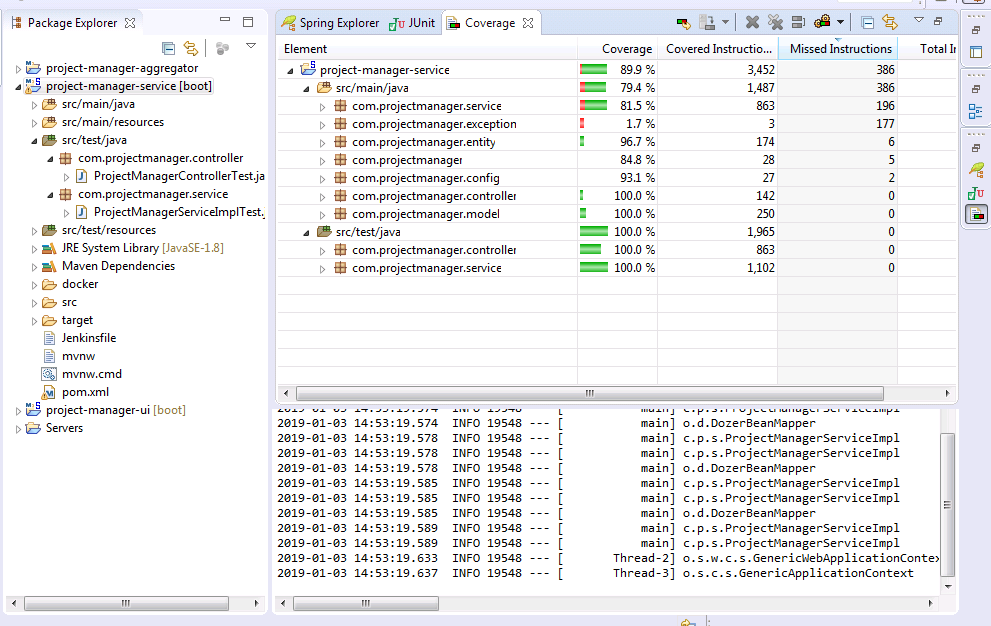 Package Explorer
project-manager-aggregator
project-manager-service [boot]
src/main/java
src/main/resources
src/test/java
com.projectmanager.controller
ProjectManagerControllerTest.ja
com.projectmanager.service
ProjectManagerServiceImplTest.
src/test/resources
JRE System Library [JavaSE-1.8]
Maven Dependencies
docker
src
target
Jenkinsfile
mvnw
mvnw.cmd
pom.xml
project-manager-ui [boot]
Servers
Spring Explorer JUnit Coverage
Element Coverage Covered Instructio... Missed Instructions Total In
project-manager-service 89.9 % 3,452 386
src/main/java 79.4 % 1,487 386
com.projectmanager.service 81.5 % 863 196
com.projectmanager.exception 1.7 % 3 177
com.projectmanager.entity 96.7 % 174 6
com.projectmanager 84.8 % 28 5
com.projectmanager.config 93.1 % 27 2
com.projectmanager.controller 100.0 % 142 0
com.projectmanager.model 100.0 % 250 0
src/test/java 100.0 % 1,965 0
com.projectmanager.controller 100.0 % 863 0
com.projectmanager.service 100.0 % 1,102 0
2019-01-03 14:53:19.574 INFO 19548 --- [ main] c.p.s.ProjectManagerServiceImpl
2019-01-03 14:53:19.574 INFO 19548 --- [ main] o.d.DozerBeanMapper
2019-01-03 14:53:19.578 INFO 19548 --- [ main] c.p.s.ProjectManagerServiceImpl
2019-01-03 14:53:19.578 INFO 19548 --- [ main] c.p.s.ProjectManagerServiceImpl
2019-01-03 14:53:19.578 INFO 19548 --- [ main] o.d.DozerBeanMapper
2019-01-03 14:53:19.585 INFO 19548 --- [ main] c.p.s.ProjectManagerServiceImpl
2019-01-03 14:53:19.585 INFO 19548 --- [ main] c.p.s.ProjectManagerServiceImpl
2019-01-03 14:53:19.585 INFO 19548 --- [ main] o.d.DozerBeanMapper
2019-01-03 14:53:19.589 INFO 19548 --- [ main] c.p.s.ProjectManagerServiceImpl
2019-01-03 14:53:19.589 INFO 19548 --- [ main] c.p.s.ProjectManagerServiceImpl
2019-01-03 14:53:19.633 INFO 19548 --- [ Thread-2] o.s.w.c.s.GenericWebApplicationContex
2019-01-03 14:53:19.637 INFO 19548 --- [ Thread-3] o.s.c.s.GenericApplicationContext